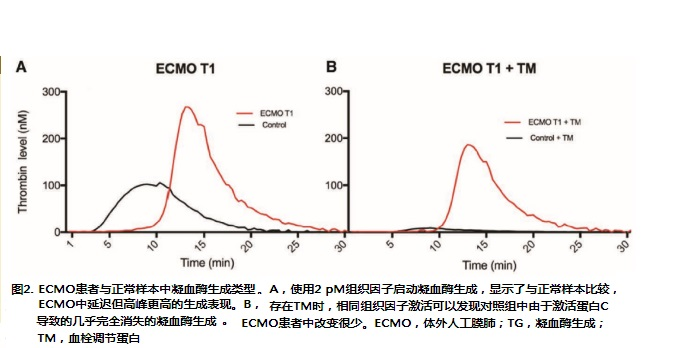 A
ECMO T1
B
ECMO T1 + TM
Thrombin level (nM)
300
200
100
0
ECMO T1
Control
1
5
10
15
20
25
30
Time (min)
300
200
100
0
ECMO T1 + TM
Control + TM
1
5
10
15
20
25
30
Time (min)
图2. ECMO患者与正常样本中凝血酶生成类型。A，使用2 pM组织因子启动凝血酶生成，显示了与正常样本比较，
ECMO中延迟但高峰更高的生成表现。B， 存在TM时，相同组织因子激活可以发现对照组中由于激活蛋白C
导致的几乎完全消失的凝血酶生成 。 ECMO患者中改变很少。ECMO，体外人工膜肺；TG，凝血酶生成；
TM，血栓调节蛋白